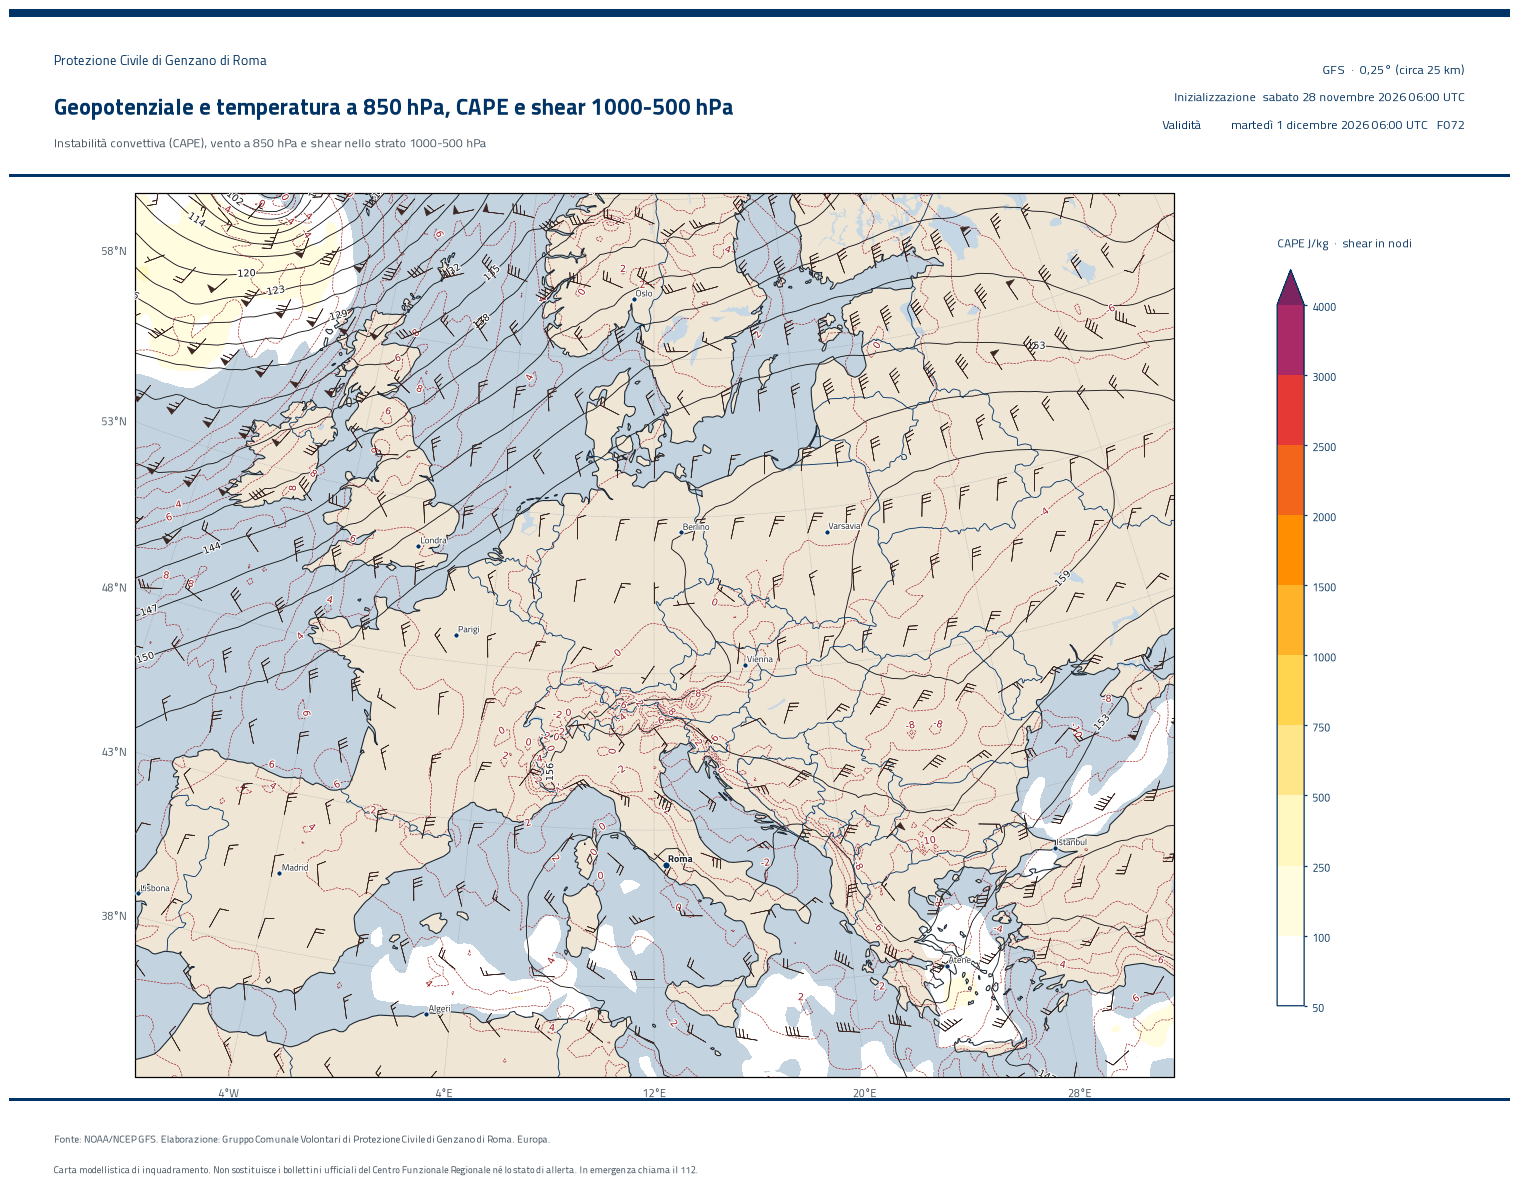 Protezione Civile di Genzano di Roma
Geopotenziale e temperatura a 850 hPa, CAPE e shear 1000-500 hPa
Instabilità convettiva (CAPE), vento a 850 hPa e shear nello strato 1000-500 hPa
GFS · 0,25° (circa 25 km)
Inizializzazione sabato 28 novembre 2026 06:00 UTC
Validità martedì 1 dicembre 2026 06:00 UTC F072
CAPE J/kg · shear in nodi
4000
3000
2500
2000
1500
1000
750
500
250
100
50
58°N
53°N
48°N
43°N
38°N
4°W
4°E
12°E
20°E
28°E
102
114
120
123
129
132
135
138
144
147
150
153
159
153
156
Oslo
Berlino
Varsavia
Londra
Parigi
Vienna
Madrid
Lisbona
Roma
Istanbul
Atene
Algeri
Fonte: NOAA/NCEP GFS. Elaborazione: Gruppo Comunale Volontari di Protezione Civile di Genzano di Roma. Europa.
Carta modellistica di inquadramento. Non sostituisce i bollettini ufficiali del Centro Funzionale Regionale né lo stato di allerta. In emergenza chiama il 112.